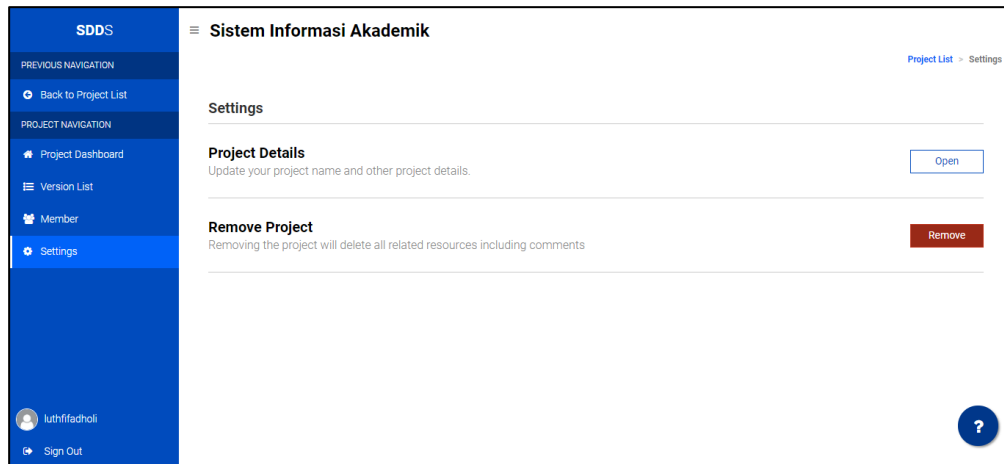 SDDS
PREVIOUS NAVIGATION
Back to Project List
PROJECT NAVIGATION
Project Dashboard
Version List
Member
Settings
luthfifadholi
Sign Out
Sistem Informasi Akademik
Project List > Settings
Settings
Project Details
Update your project name and other project details.
Open
Remove Project
Removing the project will delete all related resources including comments
Remove
?